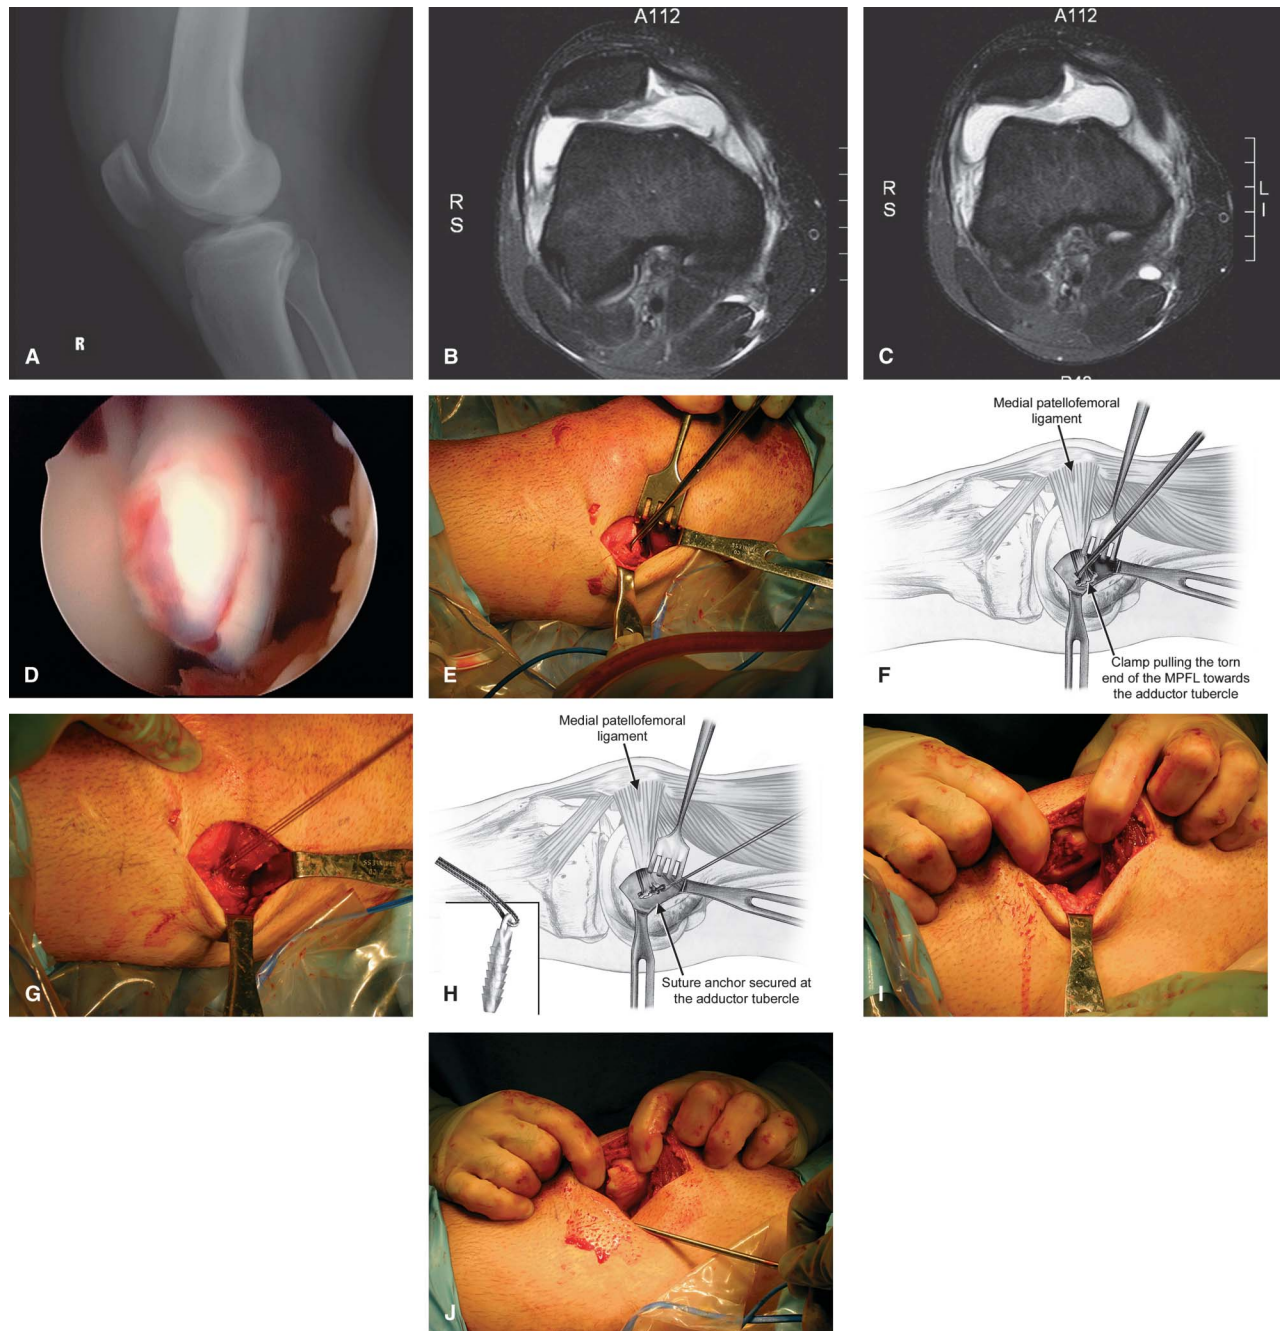 A
R
A112
R
S
B
A112
R
S
L
I
C
D
E
Medial patellofemoral
ligament
Clamp pulling the torn
end of the MPFL towards
the adductor tubercle
F
G
Medial patellofemoral
ligament
Suture anchor secured at
the adductor tubercle
H
I
J